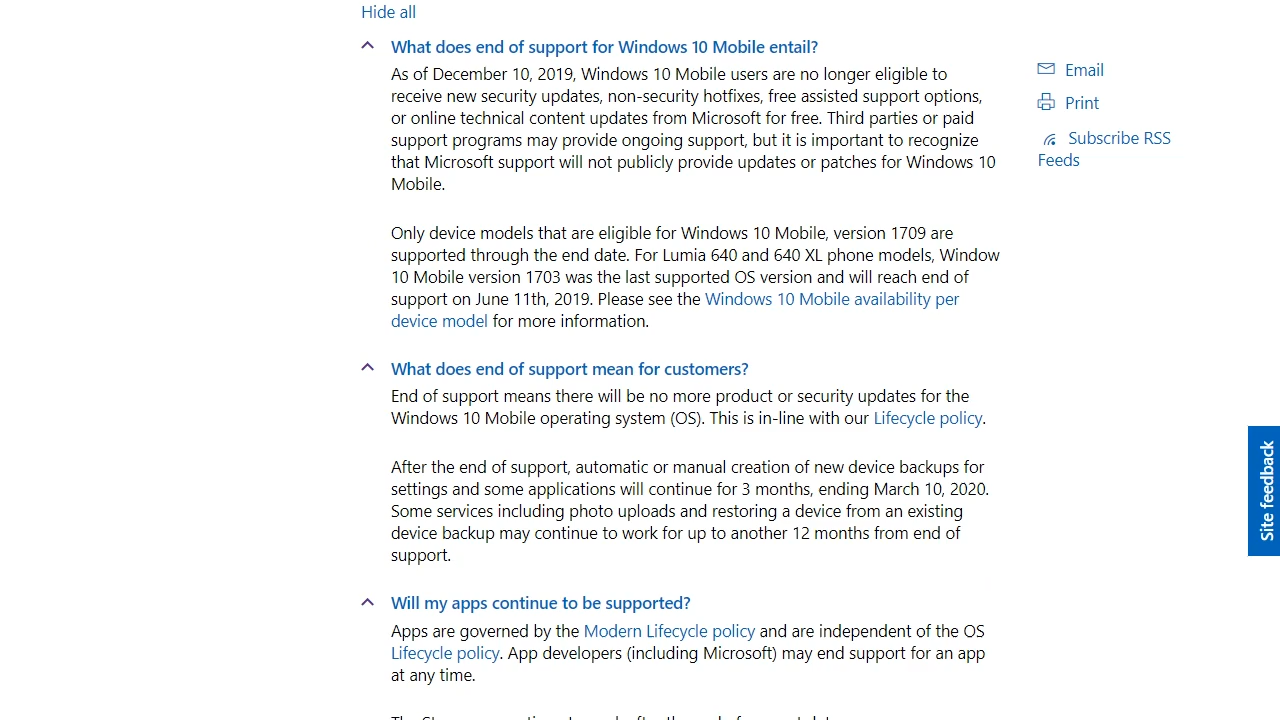 Hide all
What does end of support for Windows 10 Mobile entail?
As of December 10, 2019, Windows 10 Mobile users are no longer eligible to
receive new security updates, non-security hotfixes, free assisted support options,
or online technical content updates from Microsoft for free. Third parties or paid
support programs may provide ongoing support, but it is important to recognize
that Microsoft support will not publicly provide updates or patches for Windows 10
Mobile.
Only device models that are eligible for Windows 10 Mobile, version 1709 are
supported through the end date. For Lumia 640 and 640 XL phone models, Window
10 Mobile version 1703 was the last supported OS version and will reach end of
support on June 11th, 2019. Please see the Windows 10 Mobile availability per
device model for more information.
What does end of support mean for customers?
End of support means there will be no more product or security updates for the
Windows 10 Mobile operating system (OS). This is in-line with our Lifecycle policy.
After the end of support, automatic or manual creation of new device backups for
settings and some applications will continue for 3 months, ending March 10, 2020.
Some services including photo uploads and restoring a device from an existing
device backup may continue to work for up to another 12 months from end of
support.
Will my apps continue to be supported?
Apps are governed by the Modern Lifecycle policy and are independent of the OS
Lifecycle policy. App developers (including Microsoft) may end support for an app
at any time.
Email
Print
Subscribe RSS
Feeds
Site feedback